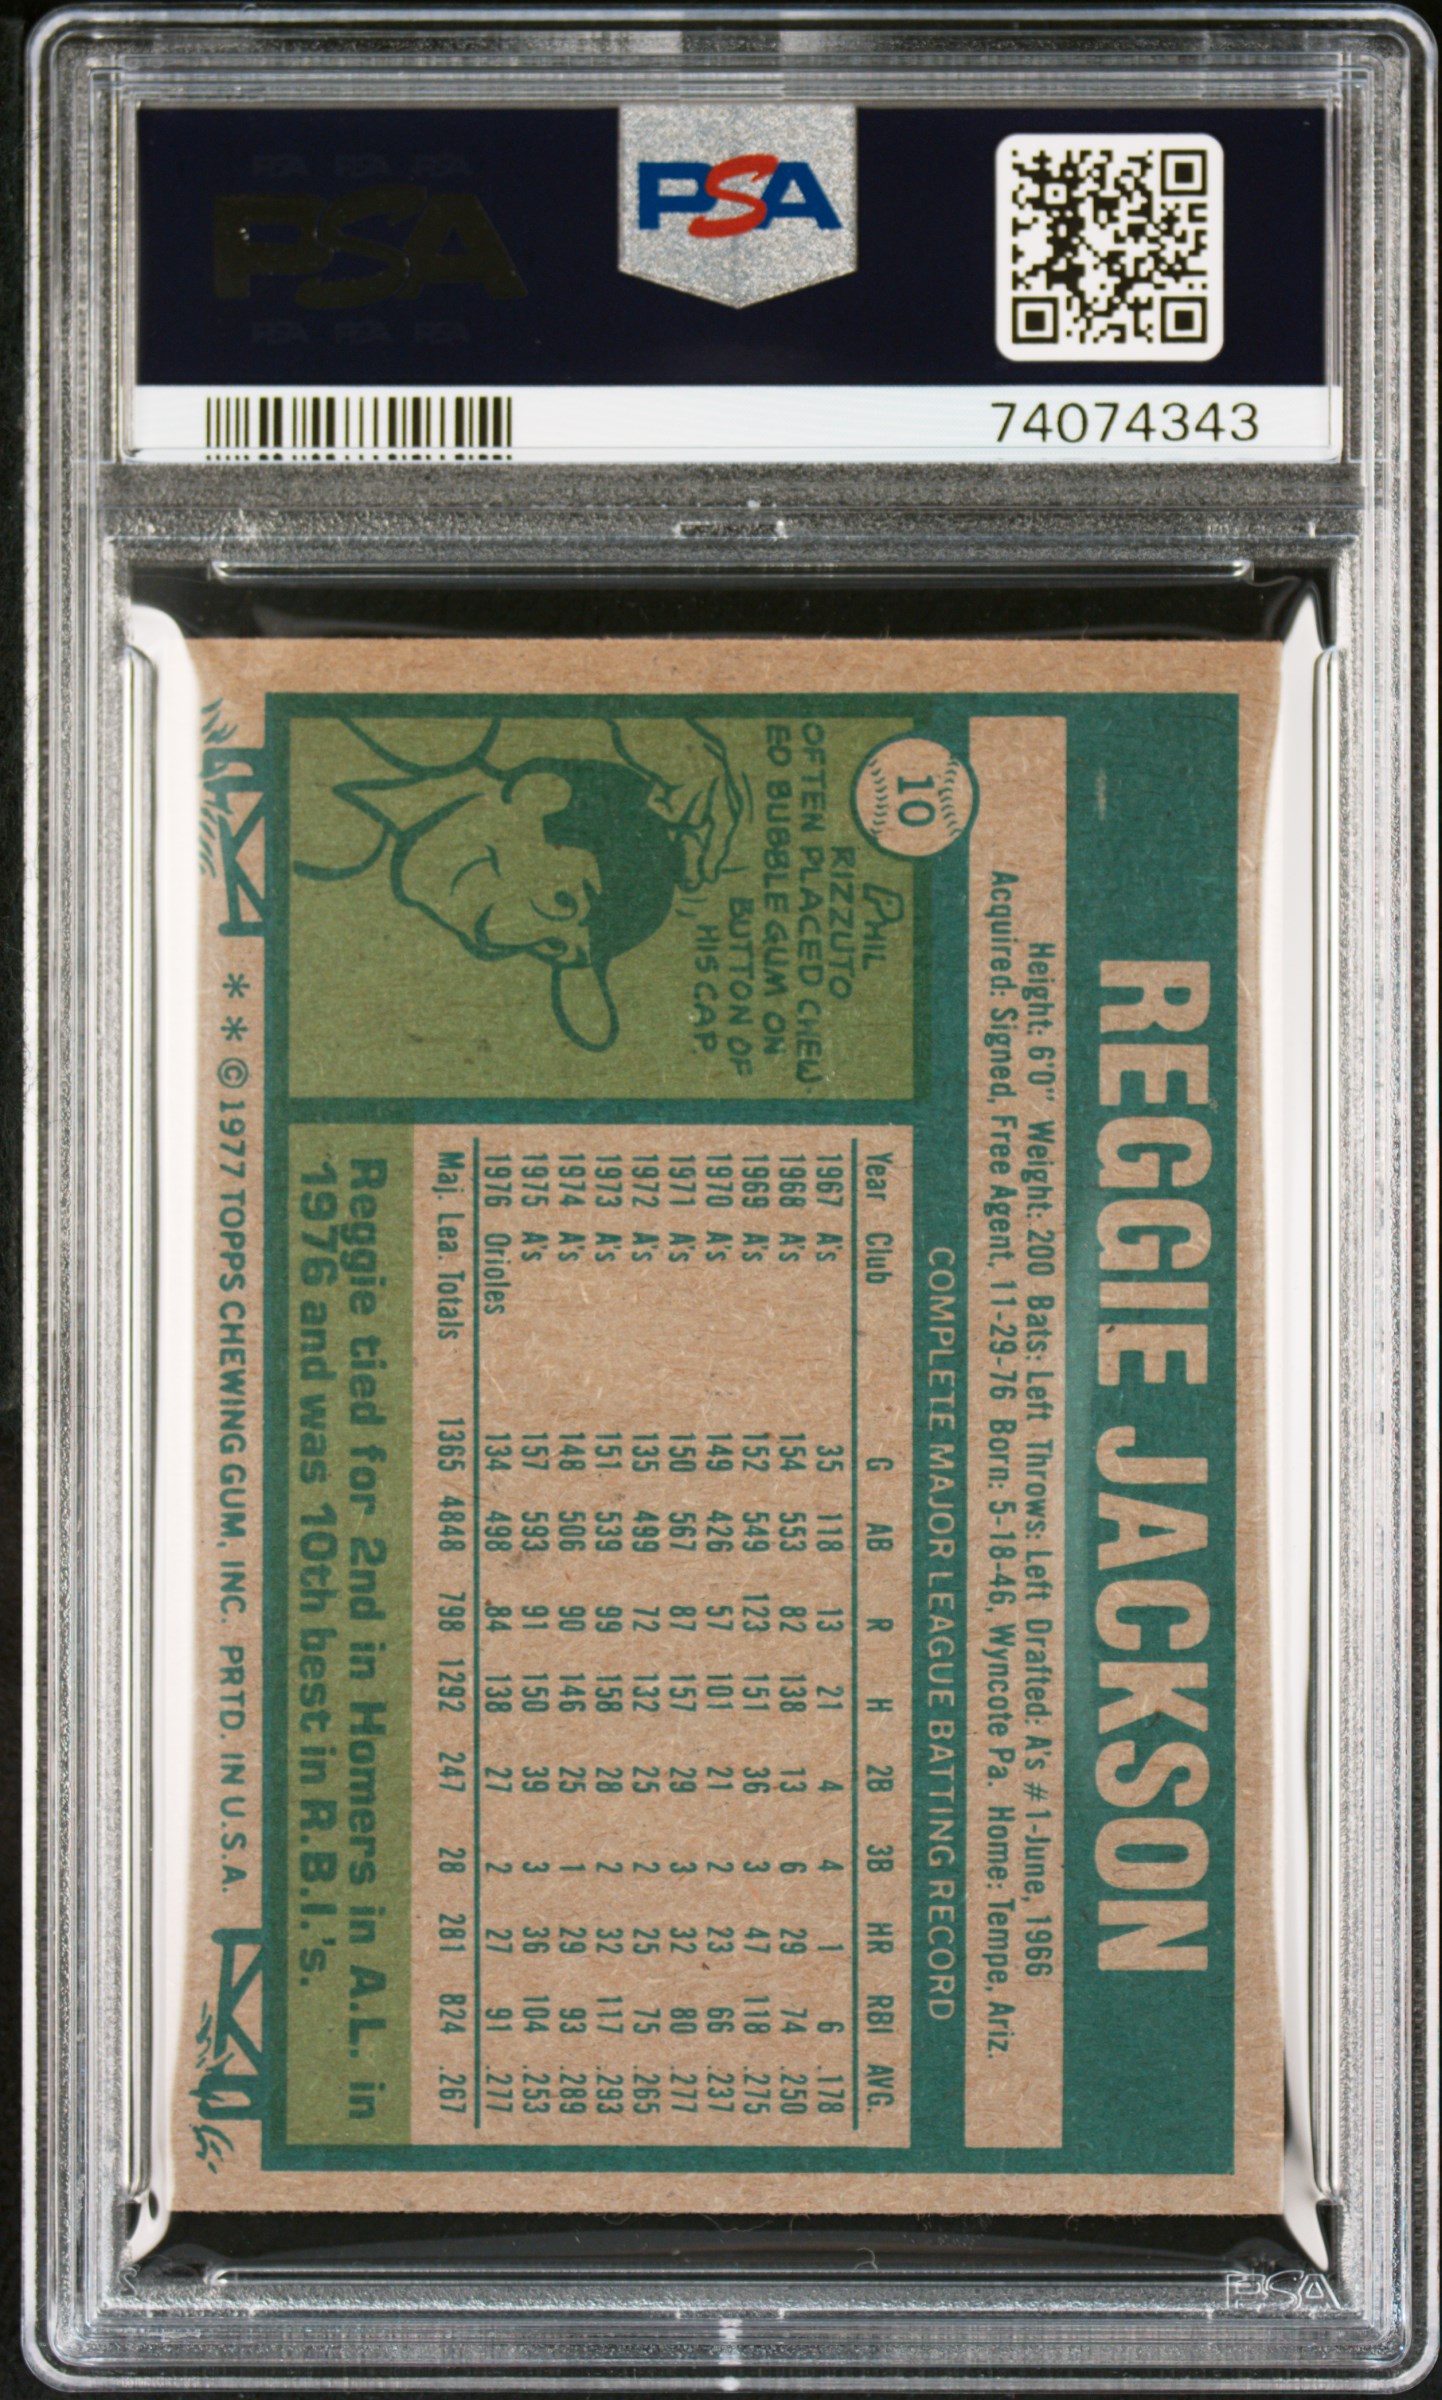 PSA PSA PSA
PSA
PSA PSA PSA
PSA
74074343
REGGIE JACKSON
Height: 6'0" Weight: 200 Bats: Left Throws: Left Drafted: A's #1-June, 1966
Acquired: Signed, Free Agent, 11-29-76 Born: 5-18-46, Wyncote Pa. Home: Tempe, Ariz.
10
PHIL
RIZZUTO
OFTEN PLACED CHEW-
ED BUBBLE GUM ON
BUTTON OF
HIS CAP.
COMPLETE MAJOR LEAGUE BATTING RECORD
Year Club G AB R H 2B 3B HR RBI AVG.
1967 A's 35 118 13 21 4 4 1 6 .178
1968 A's 154 553 82 138 13 6 29 74 .250
1969 A's 152 549 123 151 36 3 47 118 .275
1970 A's 149 426 57 101 21 2 23 66 .237
1971 A's 150 567 87 157 29 3 32 80 .277
1972 A's 135 499 72 132 25 2 25 75 .265
1973 A's 151 539 99 158 28 2 32 117 .293
1974 A's 148 506 90 146 25 1 29 93 .289
1975 A's 157 593 91 150 39 3 36 104 .253
1976 Orioles 134 498 84 138 27 2 27 91 .277
Maj. Lea. Totals 1365 4848 798 1292 247 28 281 824 .267
Reggie tied for 2nd in Homers in A.L. in
1976 and was 10th best in R.B.I.'s.
* * ©1977 TOPPS CHEWING GUM, INC. PRTD. IN U.S.A.
PSA